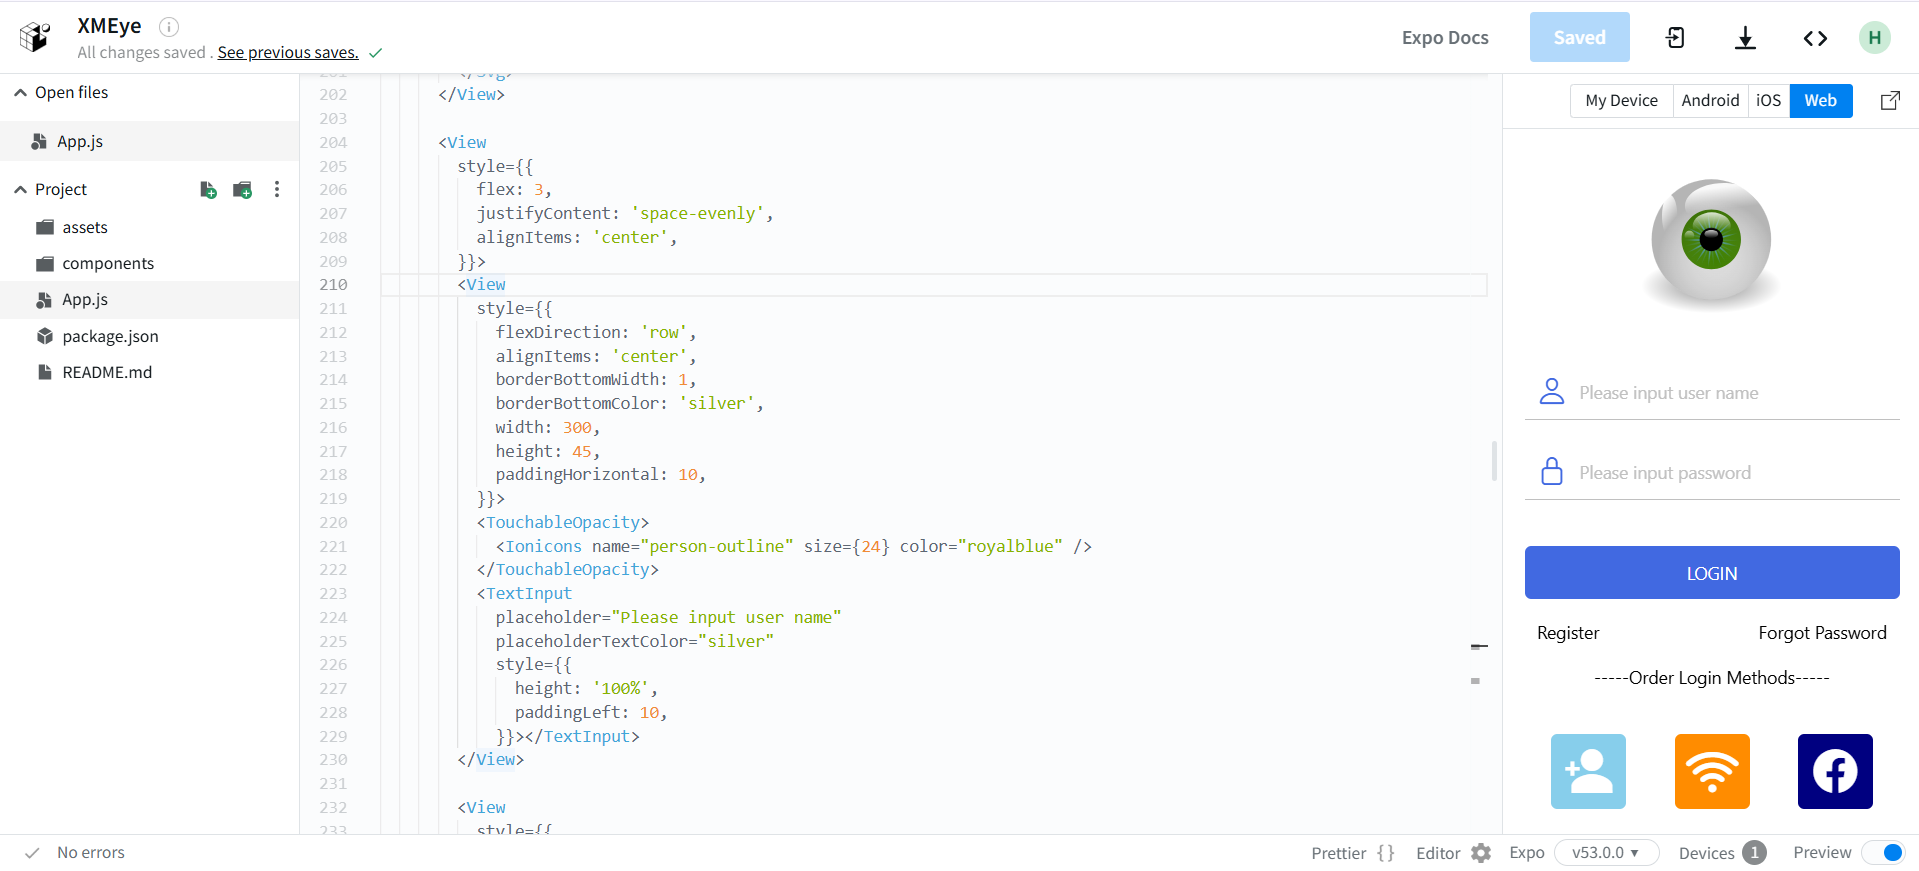 XMEye
All changes saved . See previous saves.
Expo Docs
Saved
H
Open files
App.js
Project
assets
components
App.js
package.json
README.md
201 </Svg>
202 </View>
203
204 <View
205 style={{
206 flex: 3,
207 justifyContent: 'space-evenly',
208 alignItems: 'center',
209 }}>
210 <View
211 style={{
212 flexDirection: 'row',
213 alignItems: 'center',
214 borderBottomWidth: 1,
215 borderBottomColor: 'silver',
216 width: 300,
217 height: 45,
218 paddingHorizontal: 10,
219 }}>
220 <TouchableOpacity>
221 <Ionicons name="person-outline" size={24} color="royalblue" />
222 </TouchableOpacity>
223 <TextInput
224 placeholder="Please input user name"
225 placeholderTextColor="silver"
226 style={{
227 height: '100%',
228 paddingLeft: 10,
229 }}></TextInput>
230 </View>
231
232 <View
233 style={{
My Device Android iOS Web
Please input user name
Please input password
LOGIN
Register Forgot Password
-----Order Login Methods-----
No errors
Prettier {} Editor Expo v53.0.0 Devices 1 Preview